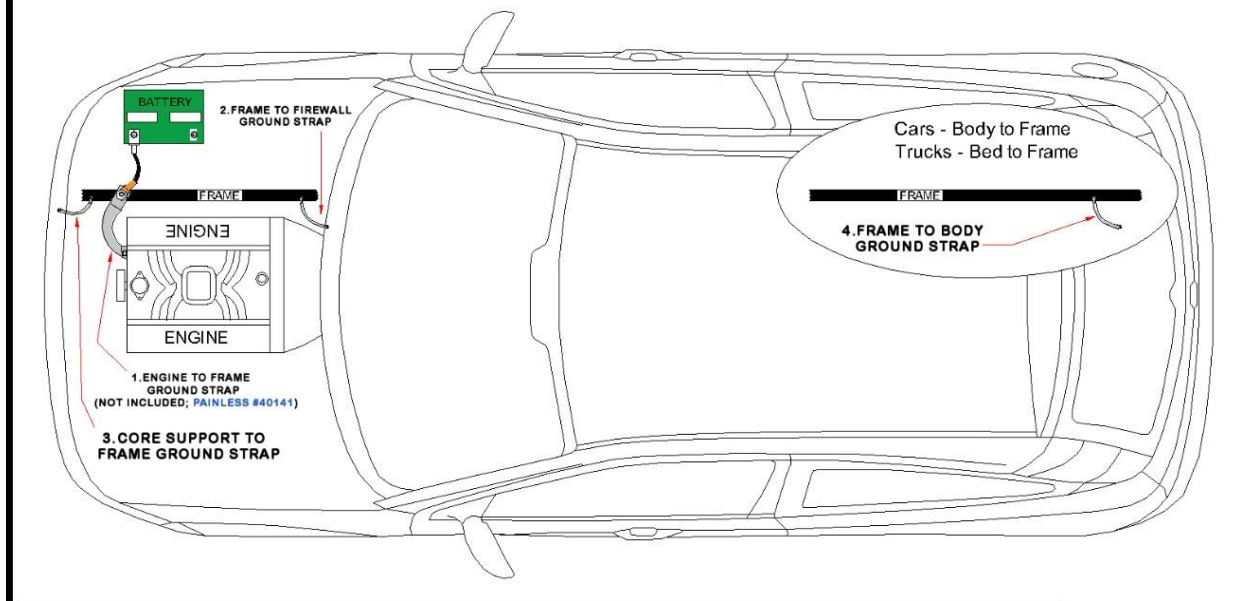 BATTERY
2.FRAME TO FIREWALL
GROUND STRAP
FRAME
ENGINE
ENGINE
1.ENGINE TO FRAME
GROUND STRAP
(NOT INCLUDED; PAINLESS #40141)
3.CORE SUPPORT TO
FRAME GROUND STRAP
Cars - Body to Frame
Trucks - Bed to Frame
FRAME
4.FRAME TO BODY
GROUND STRAP